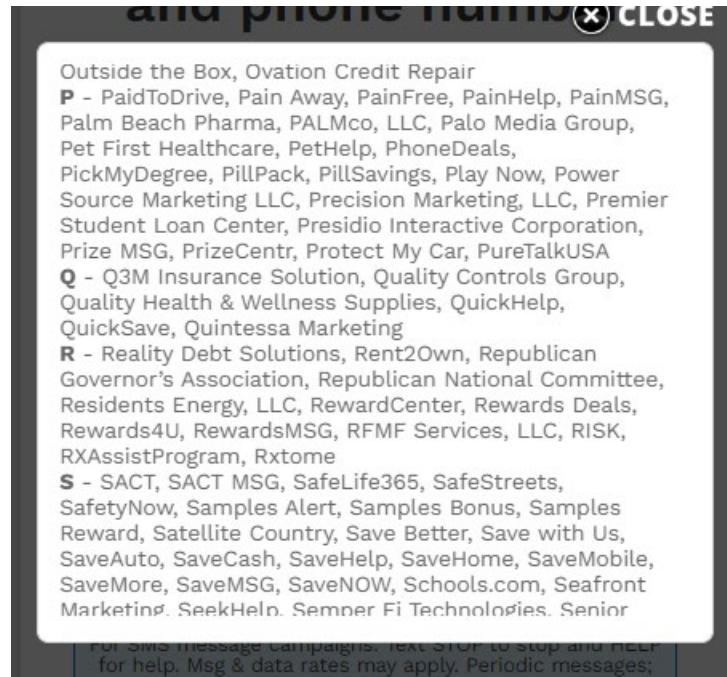 and phone numb
CLOSE
Outside the Box, Ovation Credit Repair
P - PaidToDrive, Pain Away, PainFree, PainHelp, PainMSG,
Palm Beach Pharma, PALMco, LLC, Palo Media Group,
Pet First Healthcare, PetHelp, PhoneDeals,
PickMyDegree, PillPack, PillSavings, Play Now, Power
Source Marketing LLC, Precision Marketing, LLC, Premier
Student Loan Center, Presidio Interactive Corporation,
Prize MSG, PrizeCentr, Protect My Car, PureTalkUSA
Q - Q3M Insurance Solution, Quality Controls Group,
Quality Health & Wellness Supplies, QuickHelp,
QuickSave, Quintessa Marketing
R - Reality Debt Solutions, Rent2Own, Republican
Governor's Association, Republican National Committee,
Residents Energy, LLC, RewardCenter, Rewards Deals,
Rewards4U, RewardsMSG, RFMF Services, LLC, RISK,
RXAssistProgram, Rxtome
S - SACT, SACT MSG, SafeLife365, SafeStreets,
SafetyNow, Samples Alert, Samples Bonus, Samples
Reward, Satellite Country, Save Better, Save with Us,
SaveAuto, SaveCash, SaveHelp, SaveHome, SaveMobile,
SaveMore, SaveMSG, SaveNOW, Schools.com, Seafront
Marketing, SeekHelp, Semper Fi Technologies, Senior
For SMS message campaigns: Text STOP to stop and HELP
for help. Msg & data rates may apply. Periodic messages;